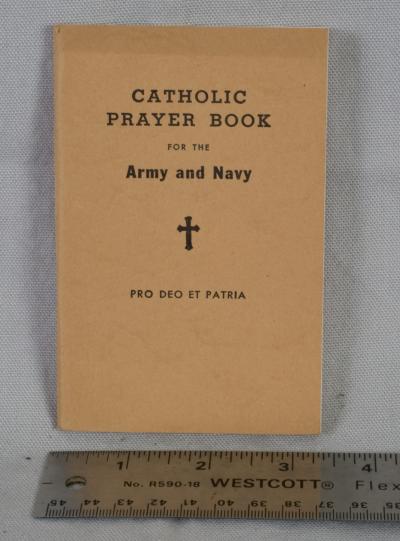 CATHOLIC
PRAYER BOOK
FOR THE
Army and Navy
PRO DEO ET PATRIA
1 2 3 4
No. R590-18 WESTCOTT® Flex
45 44 43 42 41 40 39 38 37 36 35